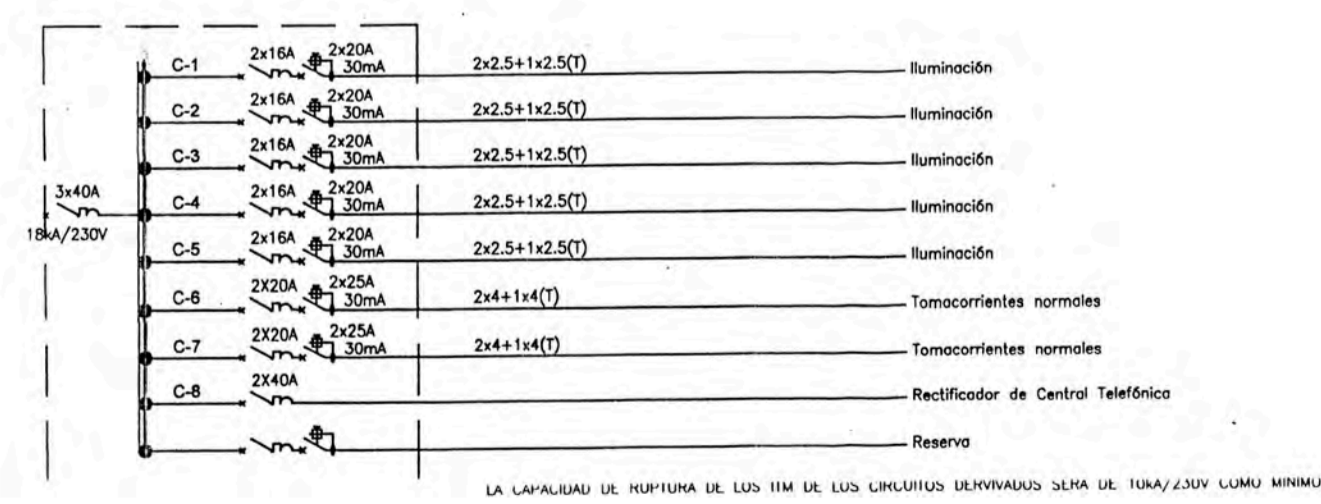 C-1 2x16A 2x20A 30mA 2x2.5+1x2.5(T) Iluminación
C-2 2x16A 2x20A 30mA 2x2.5+1x2.5(T) Iluminación
C-3 2x16A 2x20A 30mA 2x2.5+1x2.5(T) Iluminación
3x40A
18kA/230V
C-4 2x16A 2x20A 30mA 2x2.5+1x2.5(T) Iluminación
C-5 2x16A 2x20A 30mA 2x2.5+1x2.5(T) Iluminación
C-6 2X20A 2x25A 30mA 2x4+1x4(T) Tomacorrientes normales
C-7 2X20A 2x25A 30mA 2x4+1x4(T) Tomacorrientes normales
C-8 2X40A Rectificador de Central Telefónica
Reserva
LA CAPACIDAD DE RUPTURA DE LOS ITM DE LOS CIRCUITOS DERVIVADOS SERA DE 10kA/230V COMO MINIMO